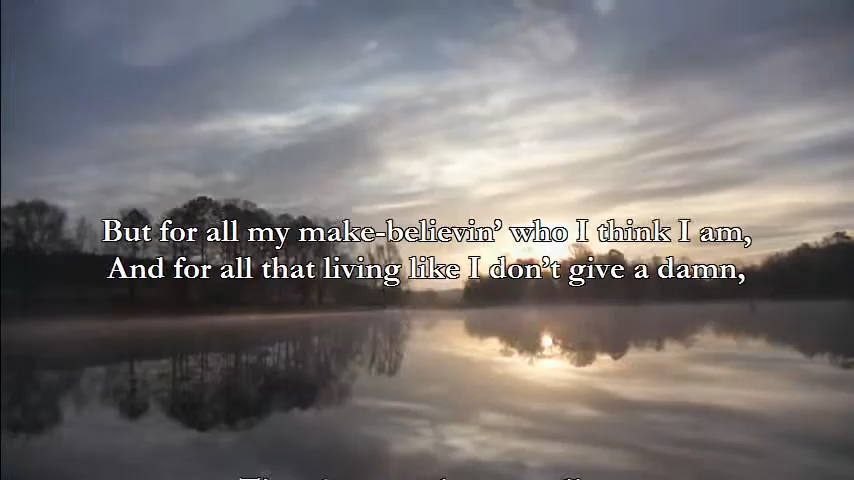 But for all my make-believin’ who I think I am,
And for all that living like I don’t give a damn,